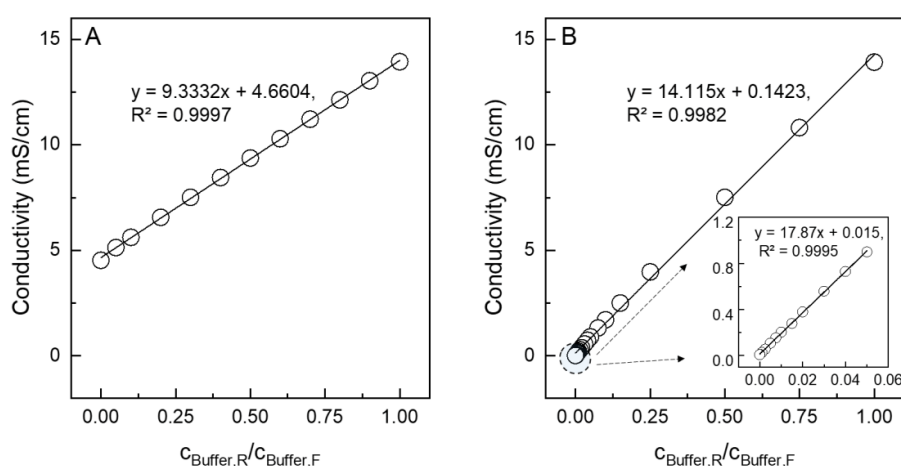 A
y = 9.3332x + 4.6604,
R² = 0.9997
15
10
5
0
Conductivity (mS/cm)
0.00 0.25 0.50 0.75 1.00
cBuffer,R/cBuffer,F
B
y = 14.115x + 0.1423,
R² = 0.9982
15
10
5
0
Conductivity (mS/cm)
0.00 0.25 0.50 0.75 1.00
cBuffer,R/cBuffer,F
y = 17.87x + 0.015,
R² = 0.9995
1.2
0.8
0.4
0.0
0.00 0.02 0.04 0.06